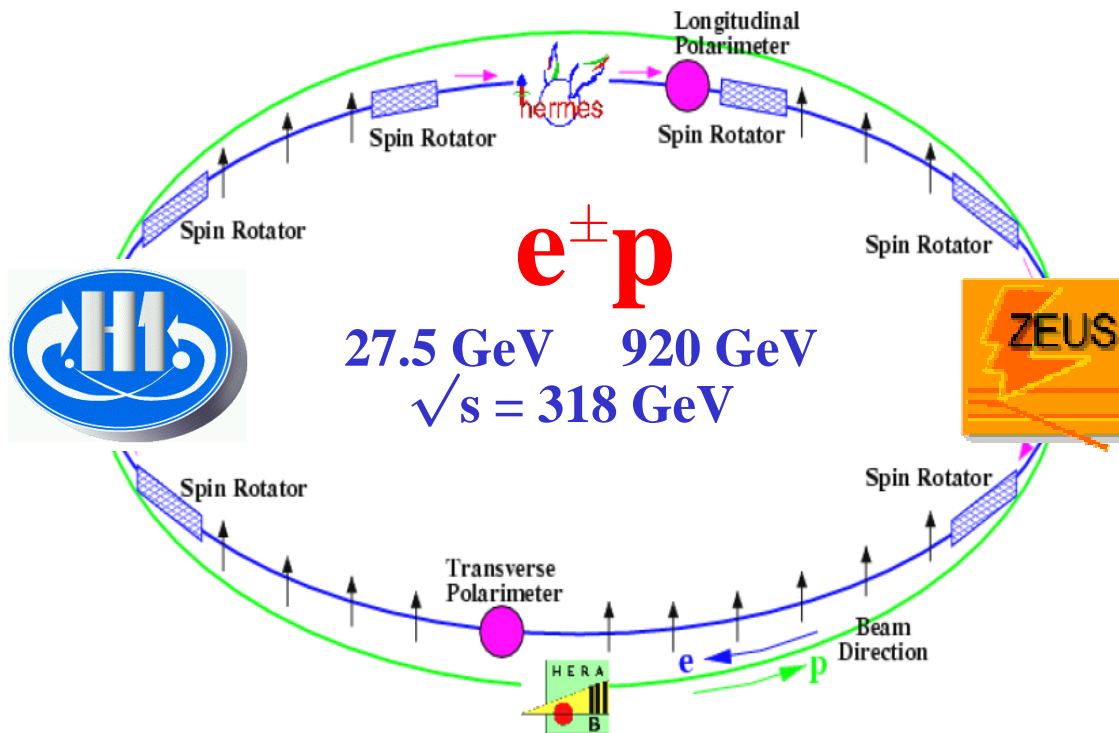 Longitudinal
Polarimeter
hermes
Spin Rotator
Spin Rotator
Spin Rotator
Spin Rotator
e±p
H1
ZEUS
27.5 GeV 920 GeV
√s = 318 GeV
Spin Rotator
Spin Rotator
Transverse
Polarimeter
Beam
Direction
e
p
HERA
B